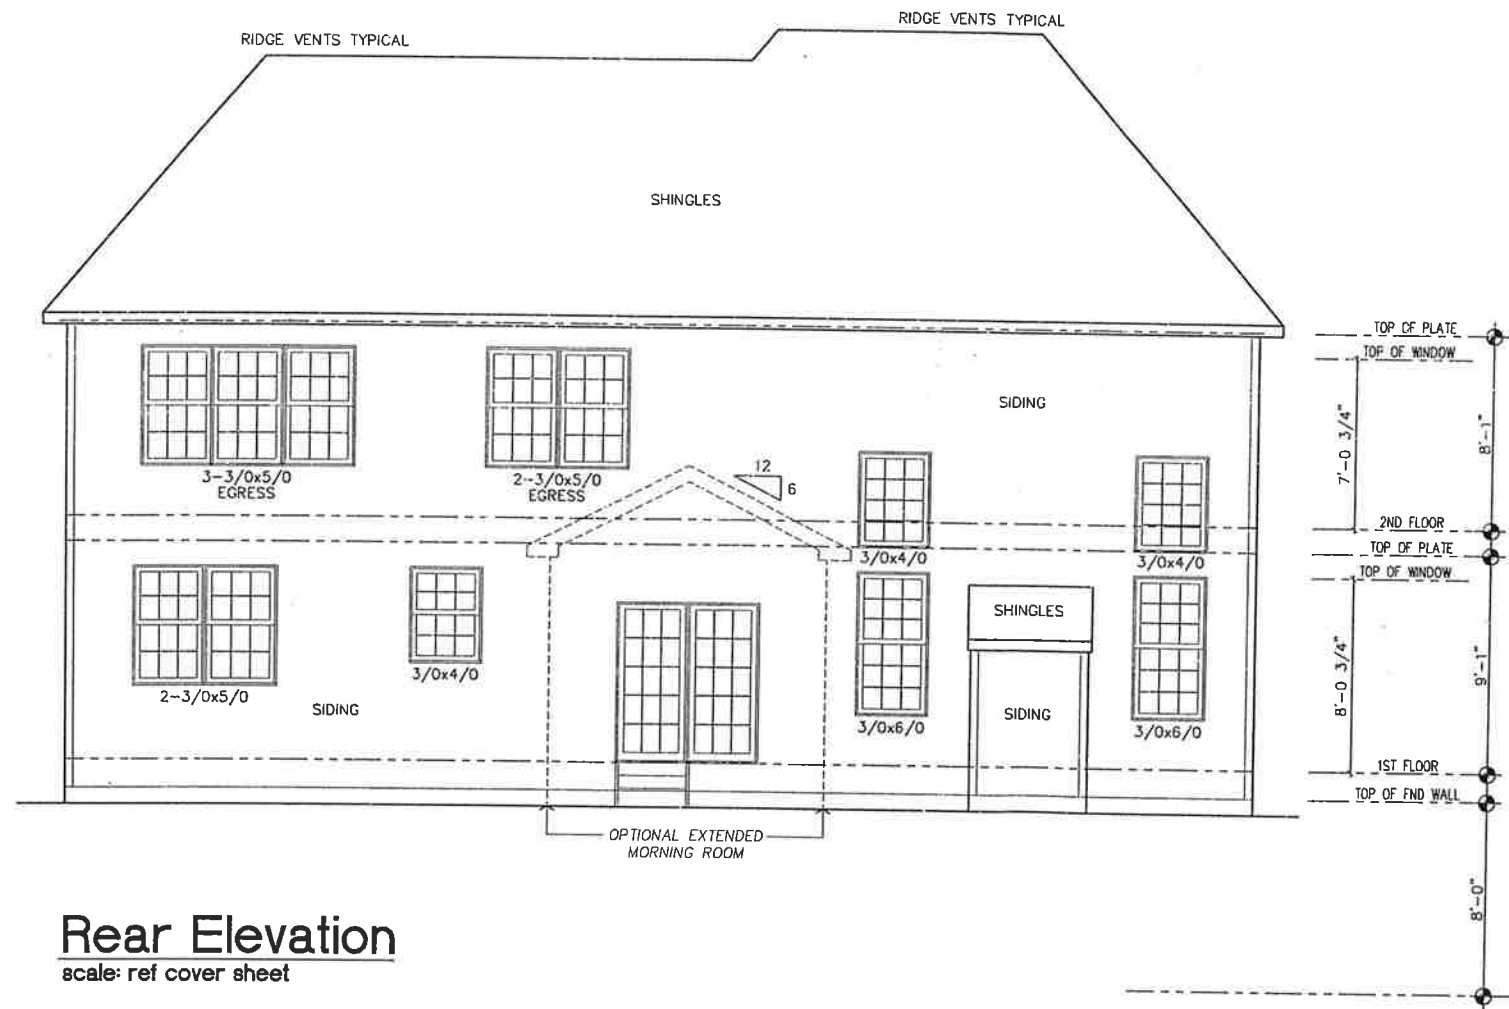 RIDGE VENTS TYPICAL
RIDGE VENTS TYPICAL
SHINGLES
TOP OF PLATE
TOP OF WINDOW
SIDING
7'-0 3/4"
8'-1"
3-3/0x5/0
EGRESS
2-3/0x5/0
EGRESS
12
6
2ND FLOOR
TOP OF PLATE
3/0x4/0
3/0x4/0
TOP OF WINDOW
SHINGLES
3/0x4/0
2-3/0x5/0
SIDING
SIDING
3/0x6/0
3/0x6/0
8'-0 3/4"
9'-1"
1ST FLOOR
TOP OF FND WALL
OPTIONAL EXTENDED
MORNING ROOM
8'-0"
Rear Elevation
scale: ref cover sheet